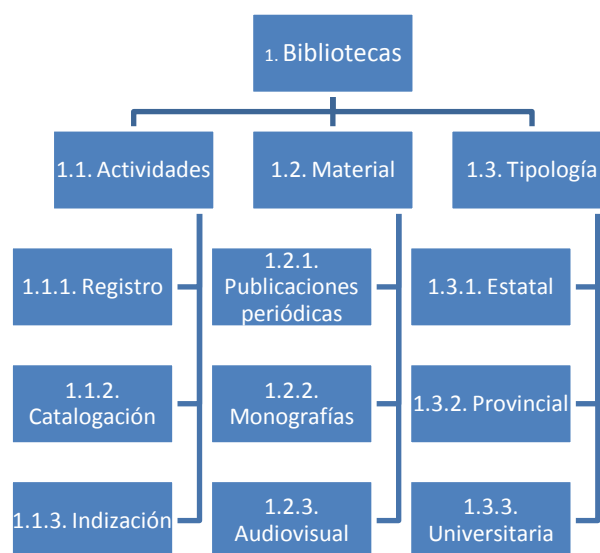 1. Bibliotecas
1.1. Actividades
1.2. Material
1.3. Tipología
1.1.1. Registro
1.2.1.
Publicaciones
periódicas
1.3.1. Estatal
1.1.2.
Catalogación
1.2.2.
Monografías
1.3.2. Provincial
1.1.3. Indización
1.2.3.
Audiovisual
1.3.3.
Universitaria